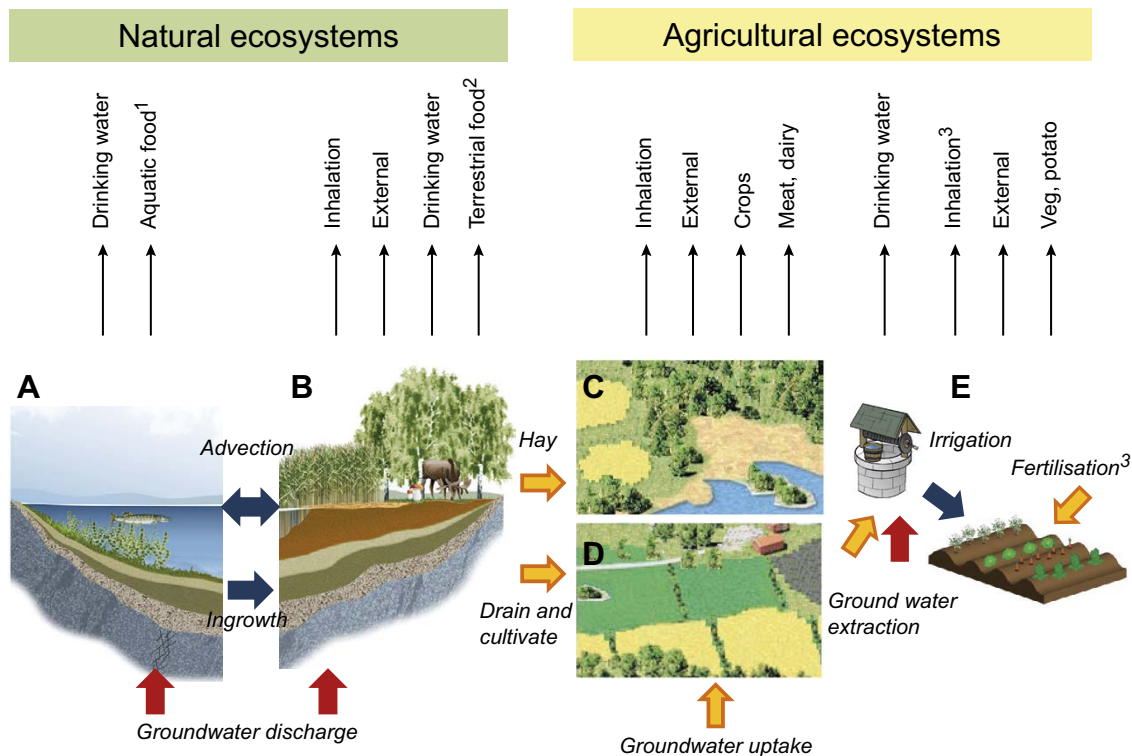 Natural ecosystems
Agricultural ecosystems
Drinking water
Aquatic food1
Inhalation
External
Drinking water
Terrestrial food2
Inhalation
External
Crops
Meat, dairy
Drinking water
Inhalation3
External
Veg, potato
A
B
C
E
Advection
Hay
Irrigation
Fertilisation3
D
Ingrowth
Drain and
cultivate
Ground water
extraction
Groundwater discharge
Groundwater uptake